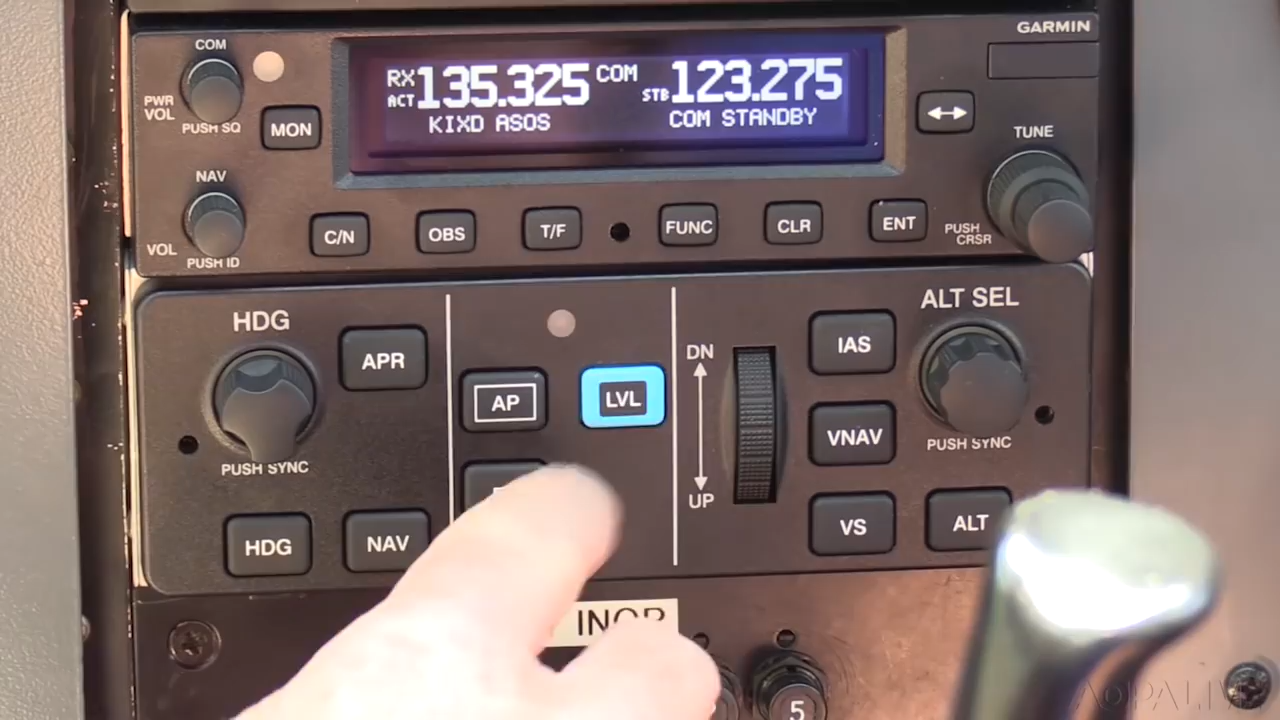 COM
GARMIN
RX 135.325 COM STB 123.275
ACT
KIXD ASOS COM STANDBY
PWR
VOL
PUSH SQ
MON
TUNE
NAV
VOL
PUSH ID
C/N
OBS
T/F
FUNC
CLR
ENT
PUSH
CRSR
HDG
APR
AP
LVL
DN
UP
IAS
ALT SEL
VNAV
PUSH SYNC
PUSH SYNC
HDG
NAV
VS
ALT
INOP
5